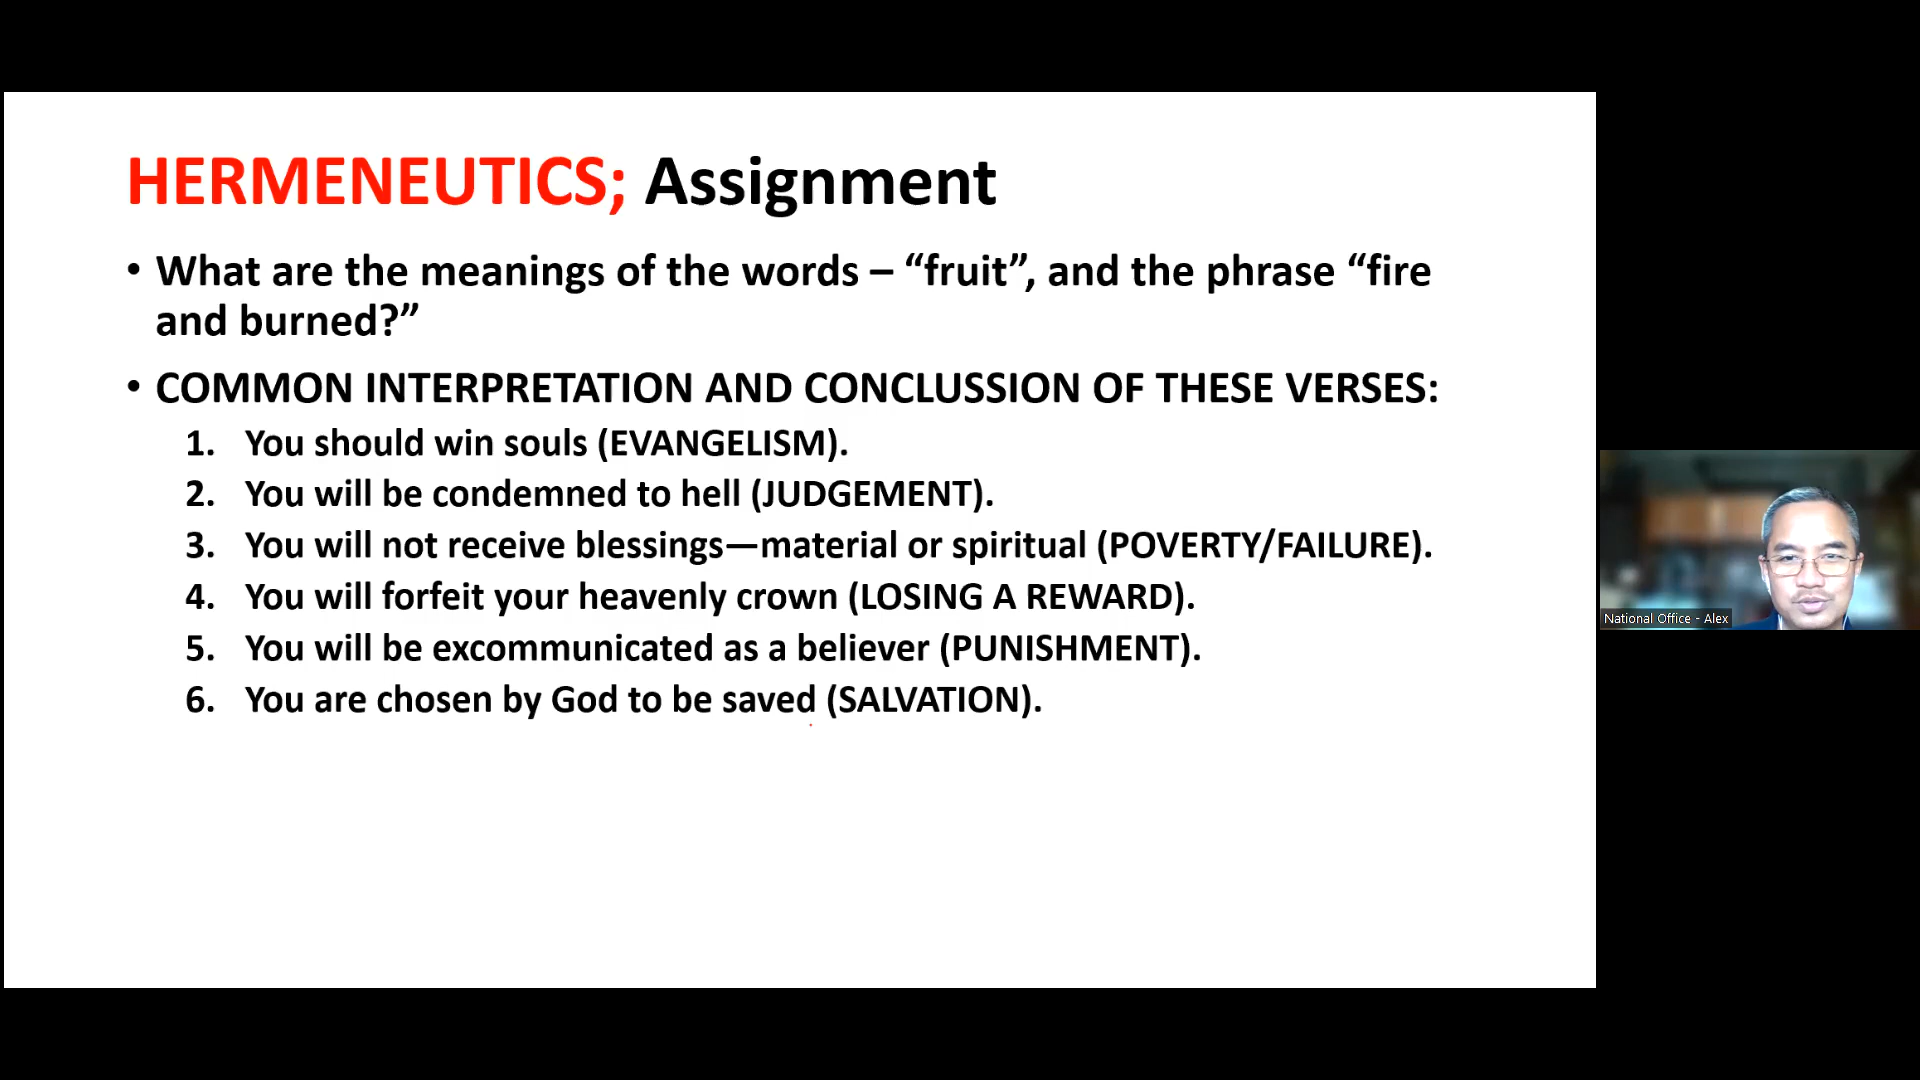 HERMENEUTICS; Assignment
• What are the meanings of the words – “fruit”, and the phrase “fire
and burned?”
• COMMON INTERPRETATION AND CONCLUSSION OF THESE VERSES:
1. You should win souls (EVANGELISM).
2. You will be condemned to hell (JUDGEMENT).
3. You will not receive blessings—material or spiritual (POVERTY/FAILURE).
4. You will forfeit your heavenly crown (LOSING A REWARD).
5. You will be excommunicated as a believer (PUNISHMENT).
6. You are chosen by God to be saved (SALVATION).
National Office - Alex